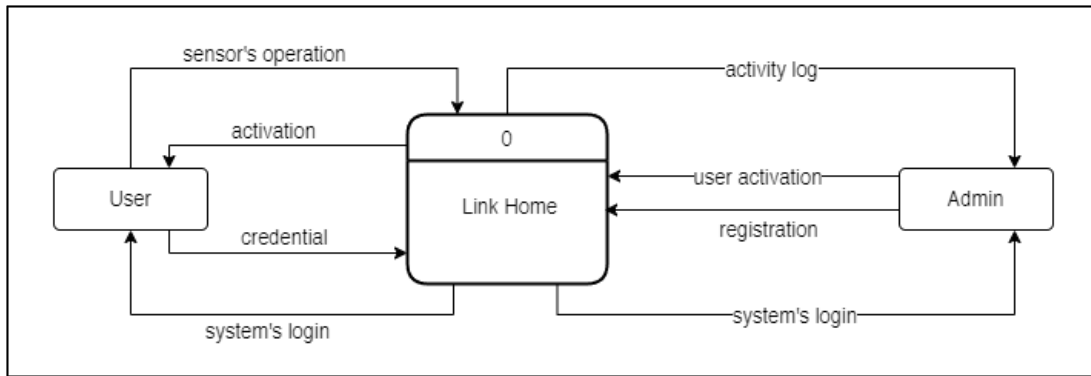 sensor's operation
activity log
activation
0
User
Link Home
user activation
Admin
registration
credential
system's login
system's login